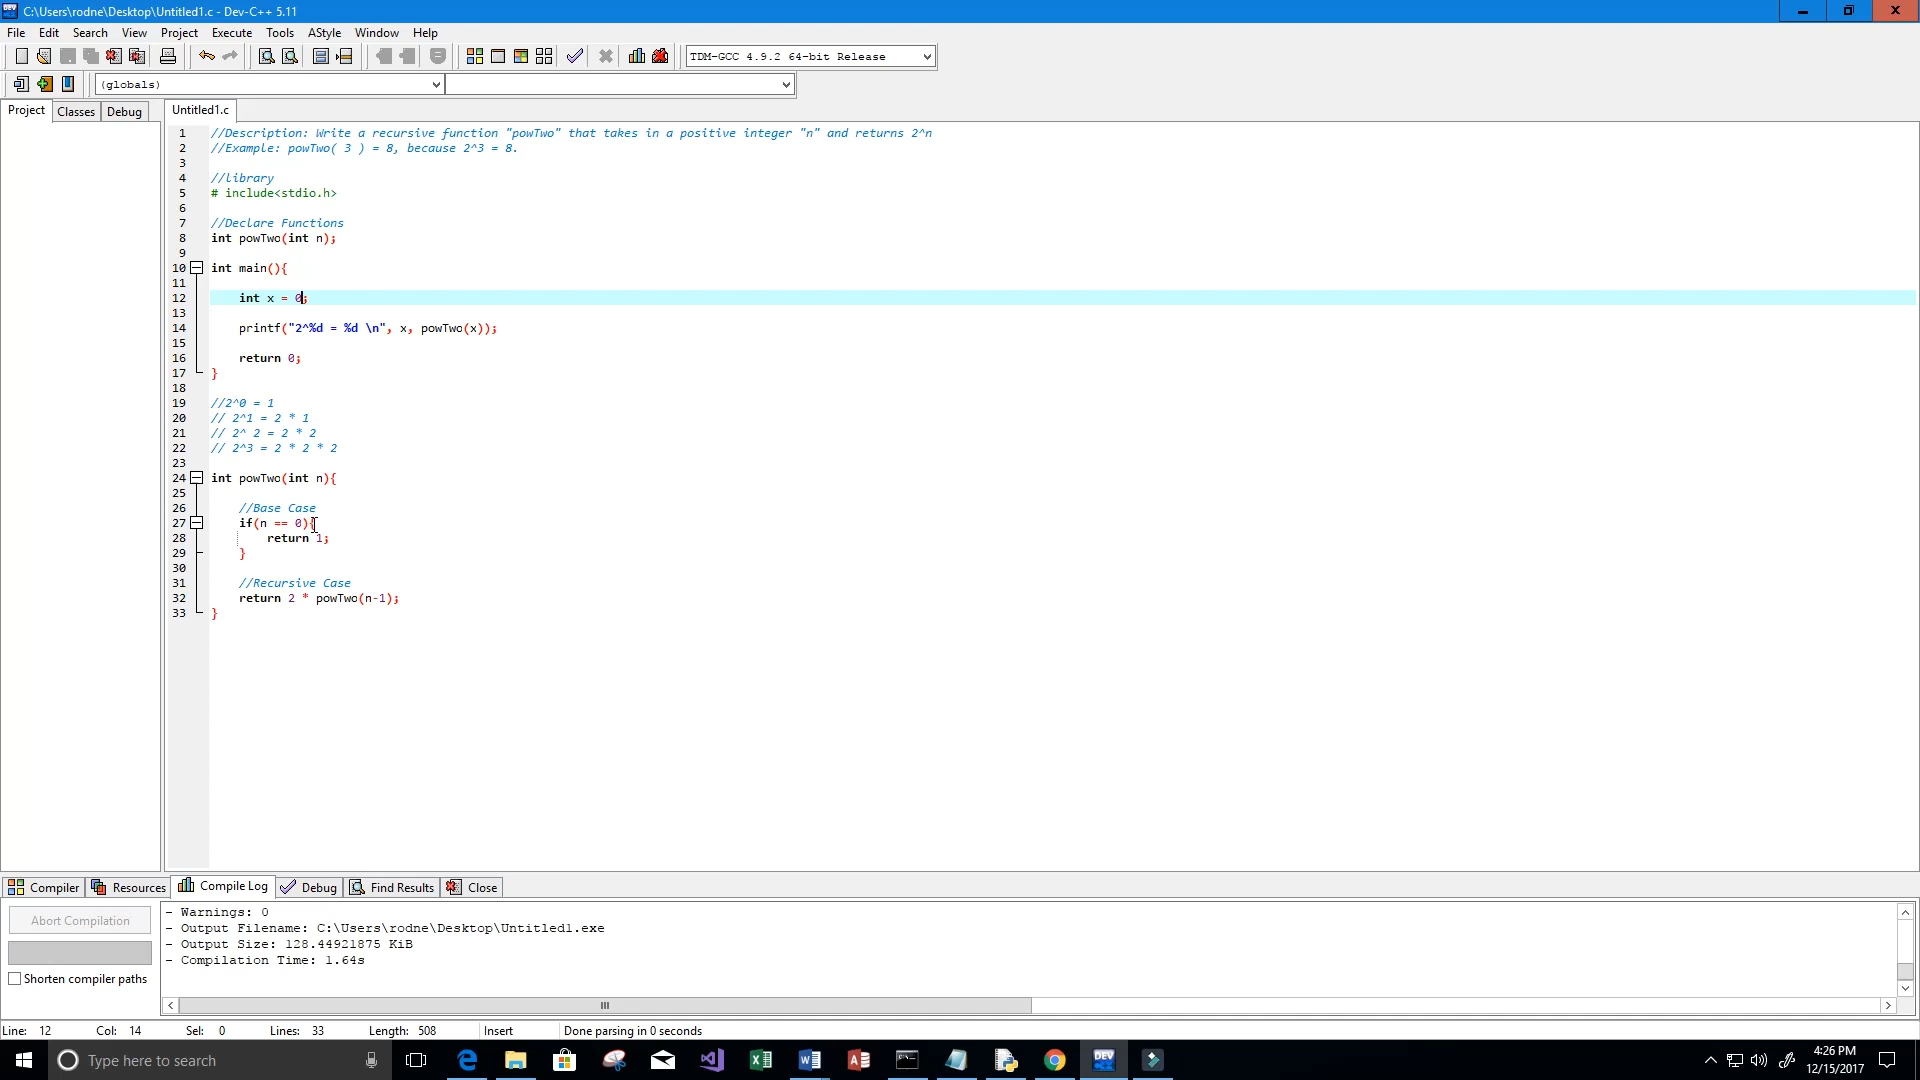 C:\Users\rodne\Desktop\Untitled1.c - Dev-C++ 5.11
File Edit Search View Project Execute Tools AStyle Window Help
TDM-GCC 4.9.2 64-bit Release
(globals)
Project Classes Debug Untitled1.c
1 //Description: Write a recursive function "powTwo" that takes in a positive integer "n" and returns 2^n
2 //Example: powTwo( 3 ) = 8, because 2^3 = 8.
3
4 //library
5 # include<stdio.h>
6
7 //Declare Functions
8 int powTwo(int n);
9
10 int main(){
11
12 int x = 0;
13
14 printf("2^%d = %d \n", x, powTwo(x));
15
16 return 0;
17 }
18
19 //2^0 = 1
20 // 2^1 = 2 * 1
21 // 2^ 2 = 2 * 2
22 // 2^3 = 2 * 2 * 2
23
24 int powTwo(int n){
25
26 //Base Case
27 if(n == 0){
28 return 1;
29 }
30
31 //Recursive Case
32 return 2 * powTwo(n-1);
33 }
Compiler Resources Compile Log Debug Find Results Close
Abort Compilation
Shorten compiler paths
- Warnings: 0
- Output Filename: C:\Users\rodne\Desktop\Untitled1.exe
- Output Size: 128.44921875 KiB
- Compilation Time: 1.64s
Line: 12 Col: 14 Sel: 0 Lines: 33 Length: 508 Insert Done parsing in 0 seconds
Type here to search
DEV
4:26 PM
12/15/2017